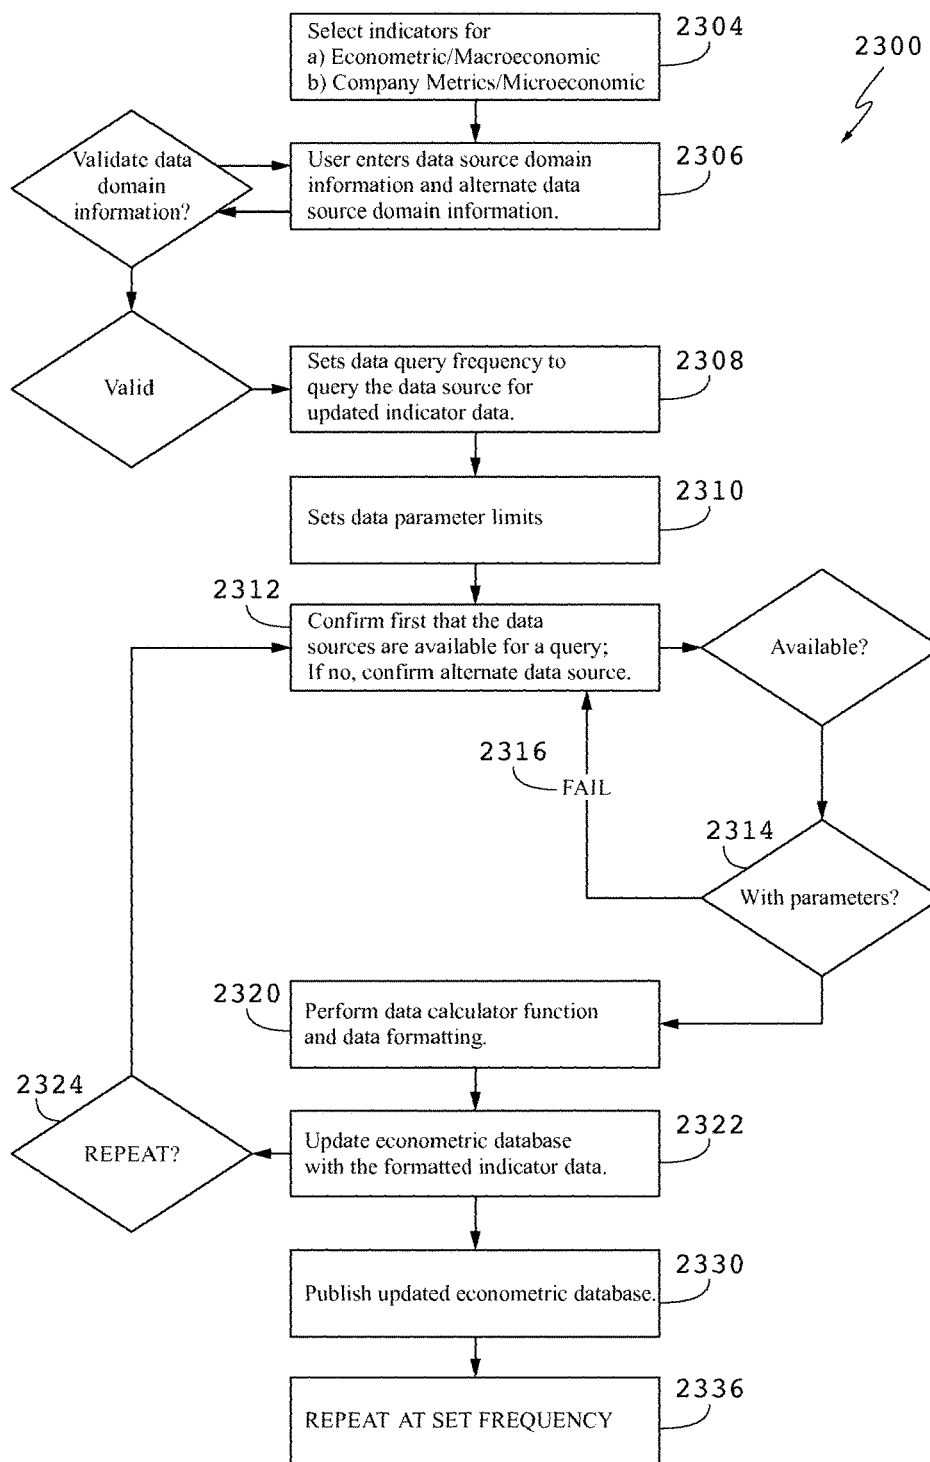 Select indicators for
a) Econometric/Macroeconomic
b) Company Metrics/Microeconomic
2304
2300
Validate data
domain
information?
User enters data source domain
information and alternate data
source domain information.
2306
Valid
Sets data query frequency to
query the data source for
updated indicator data.
2308
Sets data parameter limits
2310
2312
Confirm first that the data
sources are available for a query;
If no, confirm alternate data source.
Available?
2316
FAIL
2314
With parameters?
2320
Perform data calculator function
and data formatting.
2324
REPEAT?
Update econometric database
with the formatted indicator data.
2322
Publish updated econometric database.
2330
REPEAT AT SET FREQUENCY
2336